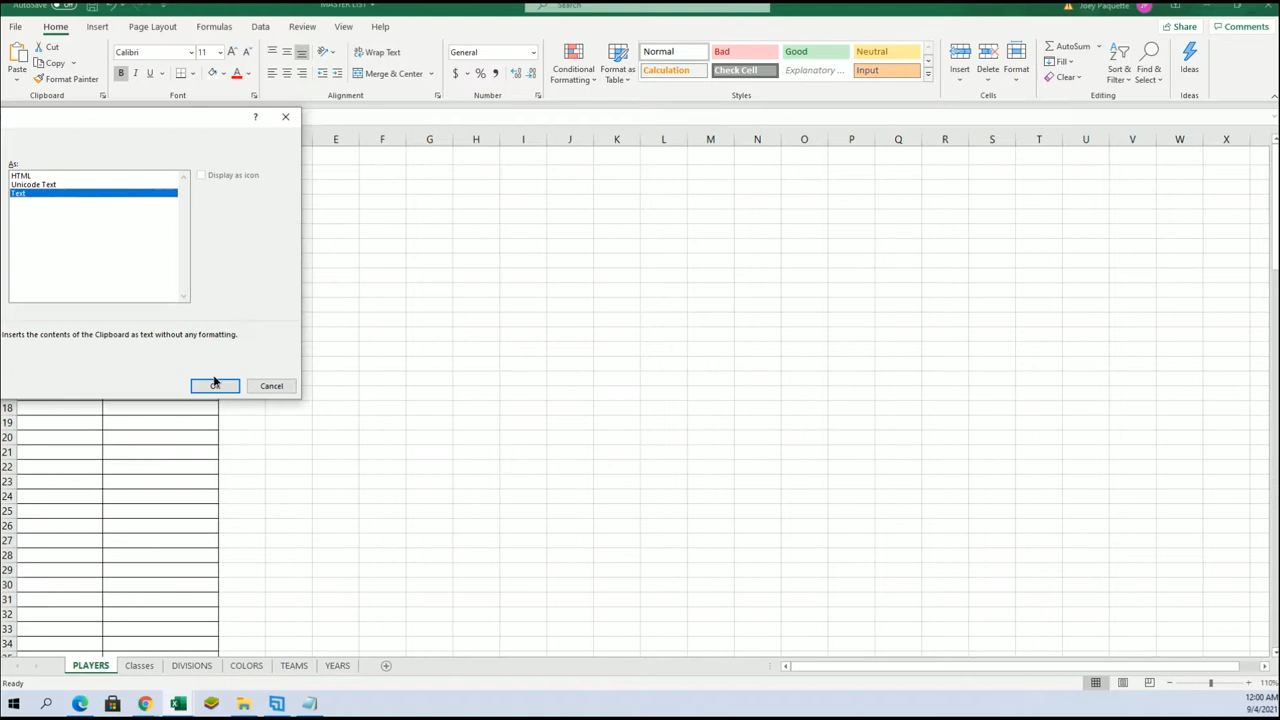 AutoSave Off MASTER LIST Search Joey Paquette JP
File Home Insert Page Layout Formulas Data Review View Help Share Comments
Paste Cut Copy Format Painter
Calibri 11 A A
B I U A
Wrap Text
Merge & Center
General
$ % ,
Conditional Formatting
Format as Table
Normal Bad Good Neutral
Calculation Check Cell Explanatory ... Input
Insert Delete Format
AutoSum
Fill
Clear
Sort & Filter
Find & Select
Ideas
Clipboard Font Alignment Number Styles Cells Editing Ideas
? 
As:
HTML
Unicode Text
Text
Display as icon
Inserts the contents of the Clipboard as text without any formatting.
Cancel
E F G H I J K L M N O P Q R S T U V W X
18
19
20
21
22
23
24
25
26
27
28
29
30
31
32
33
34
PLAYERS Classes DIVISIONS COLORS TEAMS YEARS
Ready 110%
12:00 AM
9/4/2021